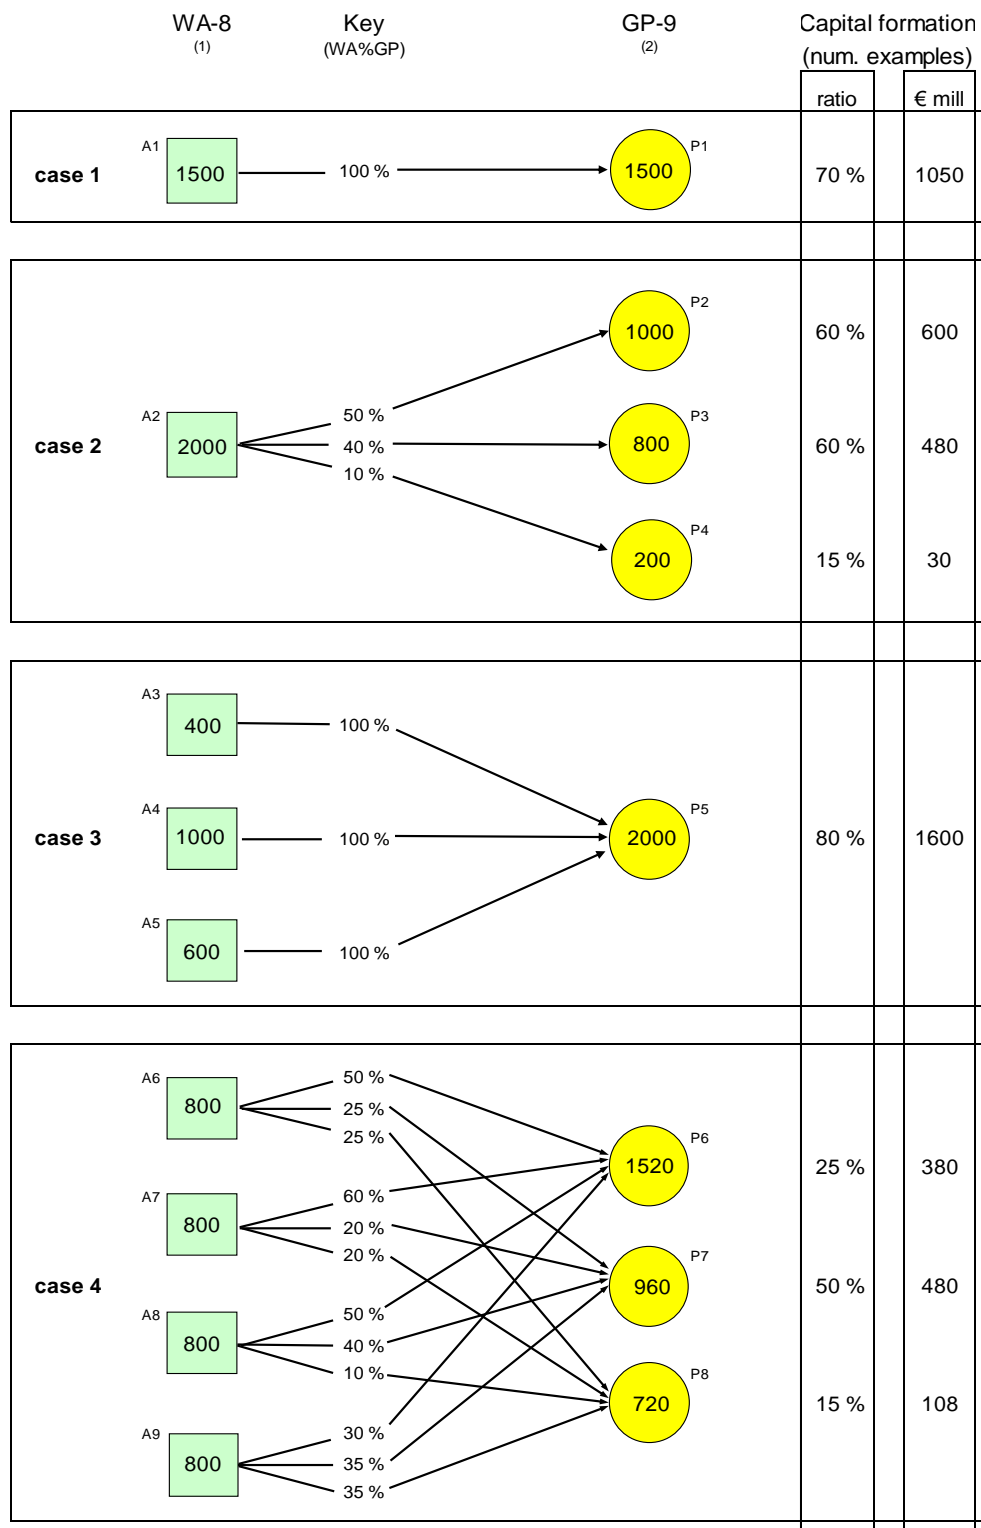 WA-8 Key GP-9 Capital formation
(1) (WA%GP) (2) (num. examples)
ratio € mill
A1 P1
case 1 1500 100 % 1500 70 % 1050
P2
1000 60 % 600
A2 50 % P3
case 2 2000 40 % 800 60 % 480
10 %
P4
200 15 % 30
A3
400 100 %
A4 P5
case 3 1000 100 % 2000 80 % 1600
A5
600 100 %
A6 50 %
800 25 %
25 % P6
1520 25 % 380
A7 60 %
800 20 %
20 % P7
case 4 960 50 % 480
A8 50 %
800 40 %
10 % P8
720 15 % 108
A9 30 %
800 35 %
35 %